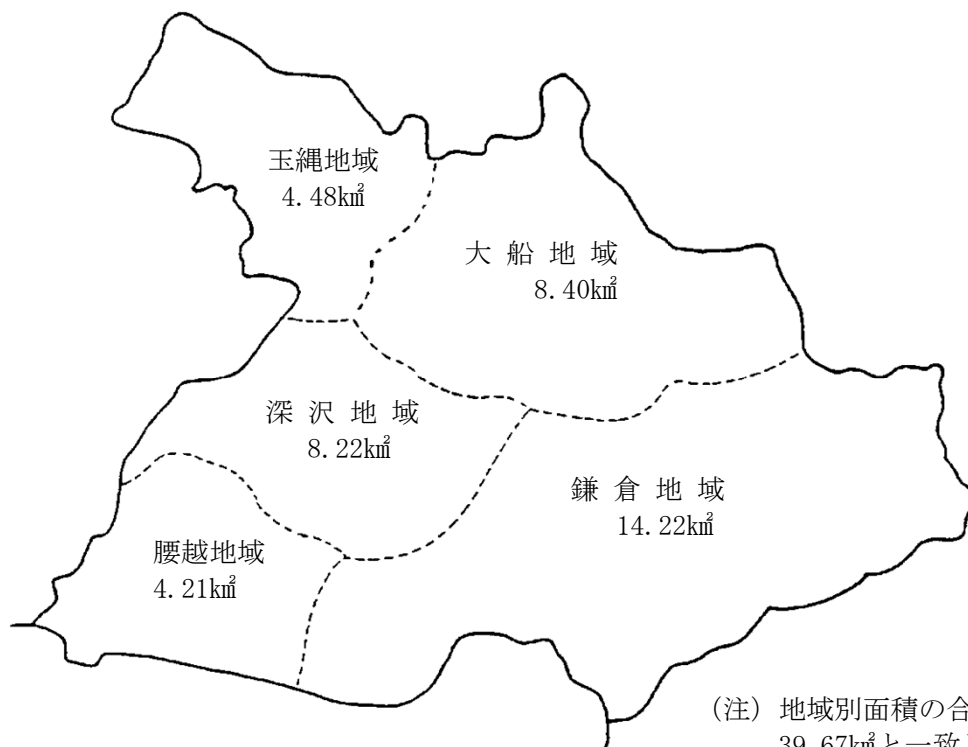 玉縄地域
4.48㎢
大船地域
8.40㎢
深沢地域
8.22㎢
鎌倉地域
14.22㎢
腰越地域
4.21㎢
(注) 地域別面積の合
39.67㎢と一致